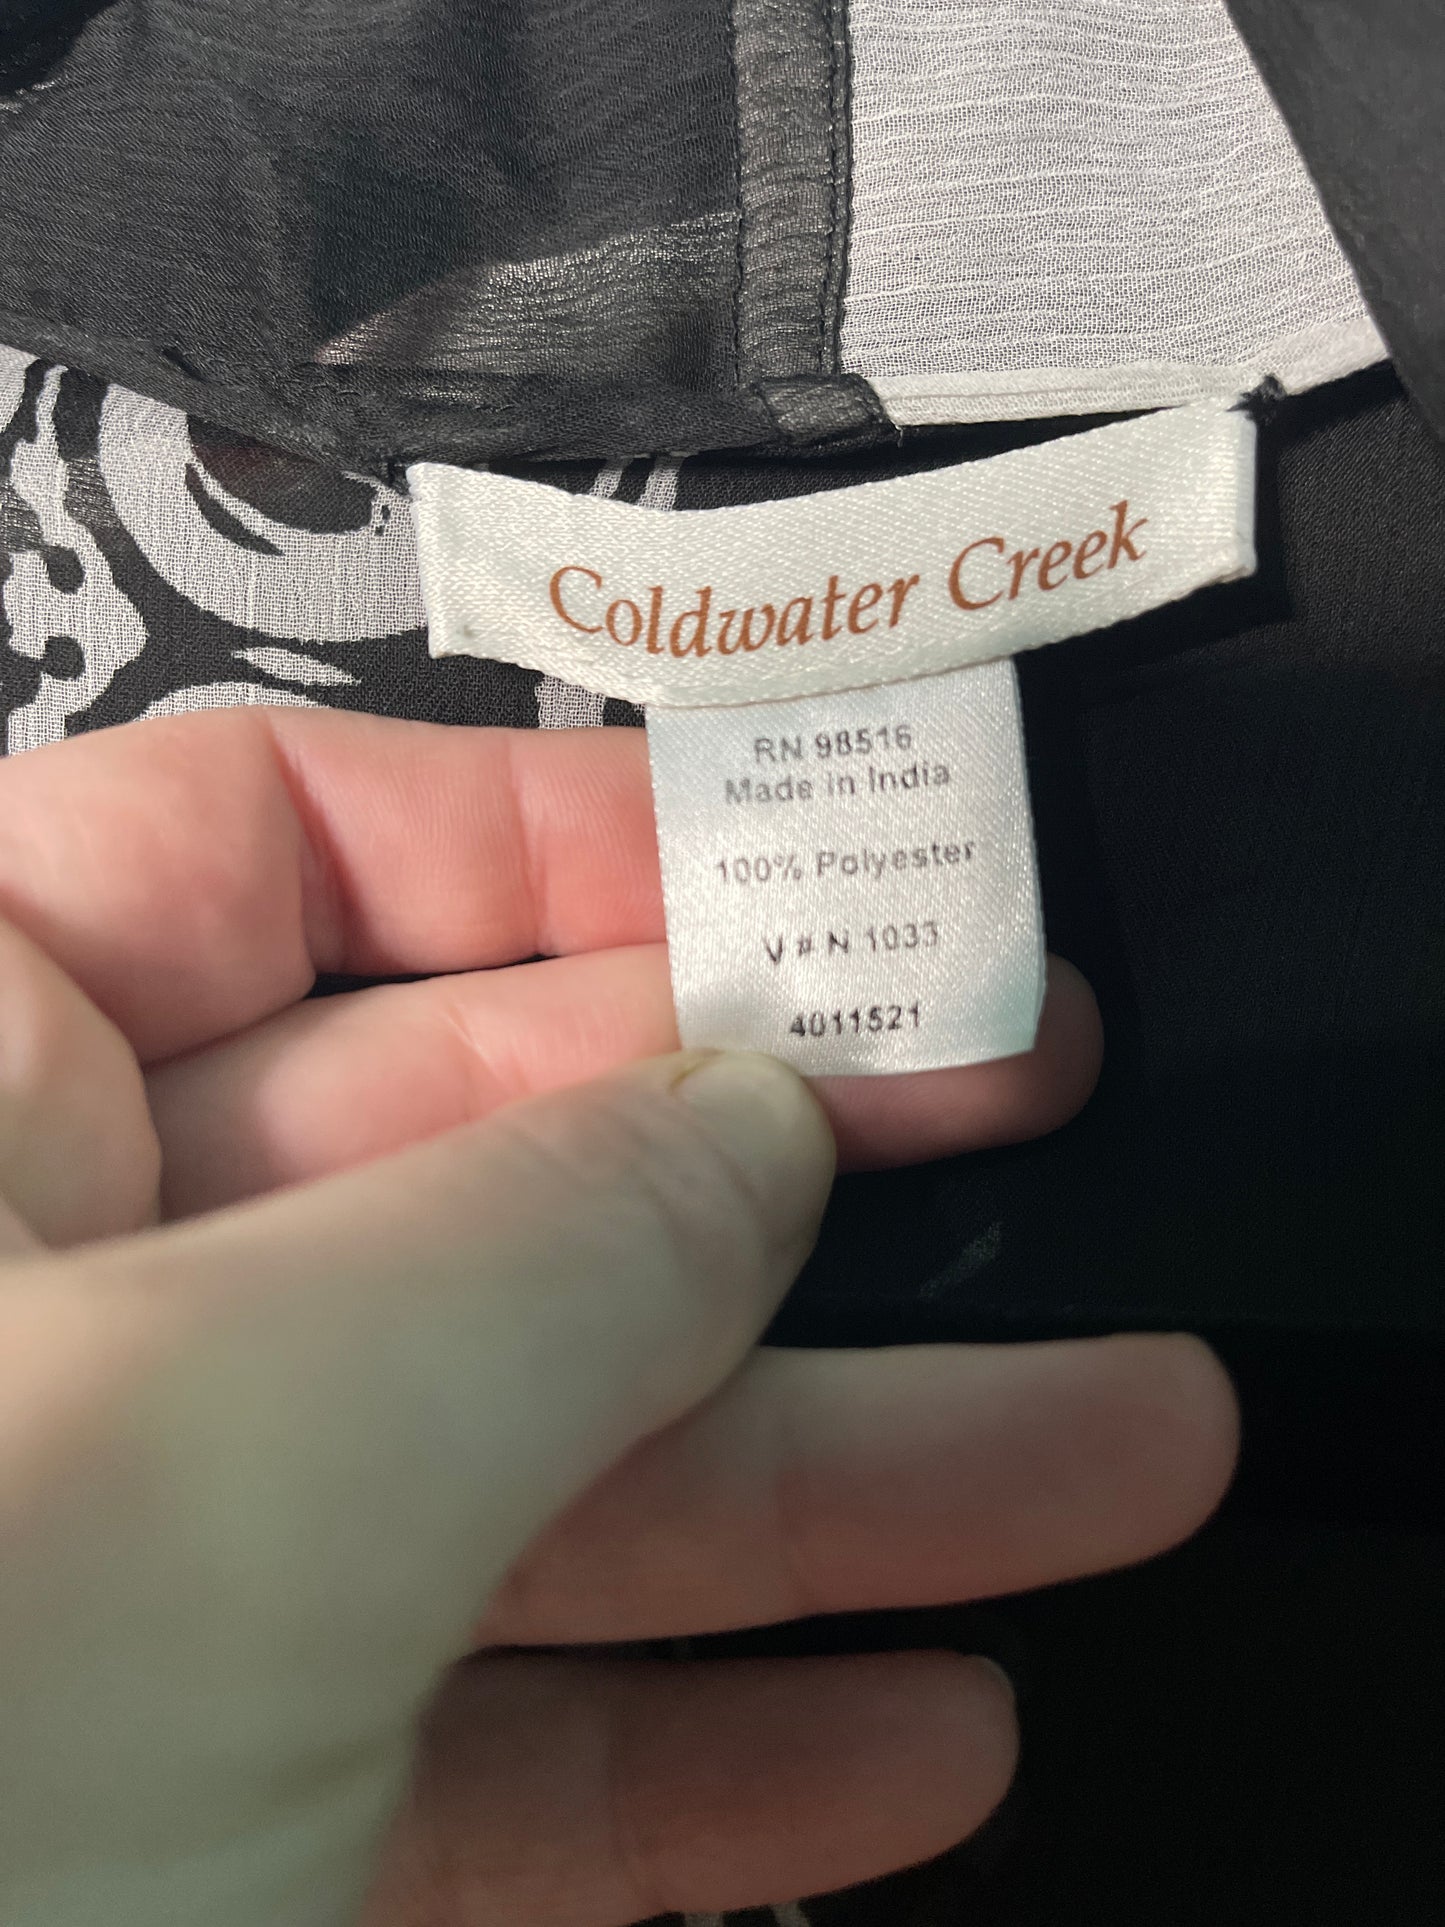 Coldwater Creek
RN 98516
Made in India
100% Polyester
V # N 1033
4011521